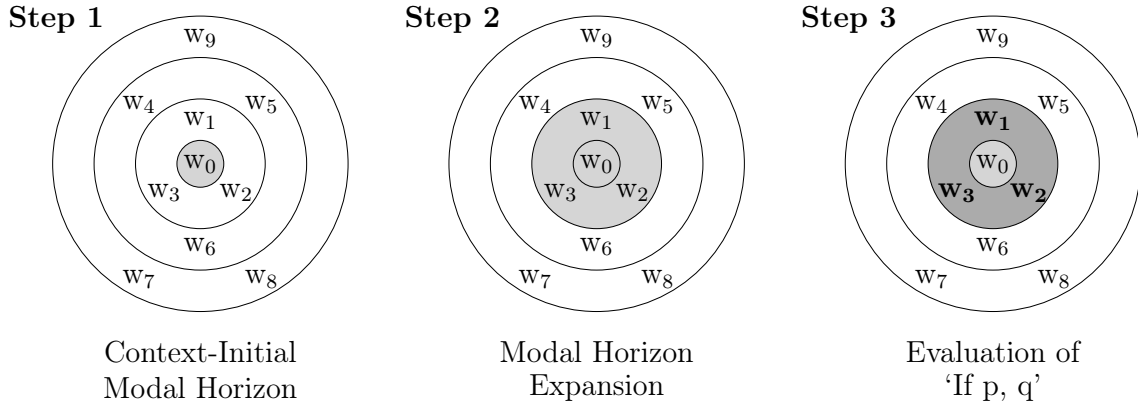 Step 1
w₉
w₄ w₅
w₁
w₀
w₃ w₂
w₆
w₇ w₈
Context-Initial
Modal Horizon
Step 2
w₉
w₄ w₅
w₁
w₀
w₃ w₂
w₆
w₇ w₈
Modal Horizon
Expansion
Step 3
w₉
w₄ w₅
w₁
w₀
w₃ w₂
w₆
w₇ w₈
Evaluation of
‘If p, q’